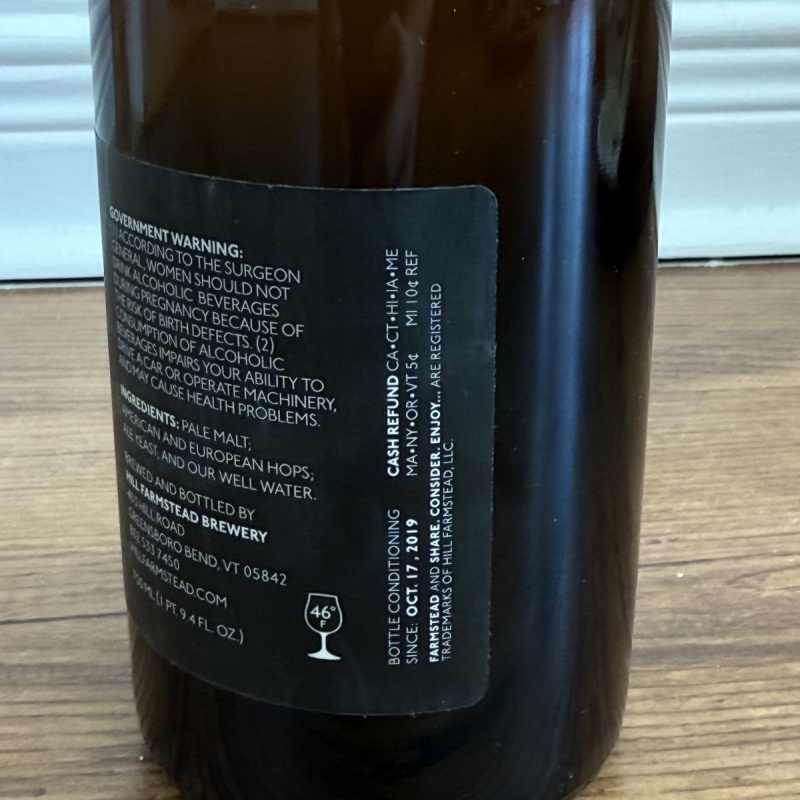 GOVERNMENT WARNING:
ACCORDING TO THE SURGEON
GENERAL, WOMEN SHOULD NOT
DRINK ALCOHOLIC BEVERAGES
DURING PREGNANCY BECAUSE OF
THE RISK OF BIRTH DEFECTS. (2)
CONSUMPTION OF ALCOHOLIC
BEVERAGES IMPAIRS YOUR ABILITY TO
DRIVE A CAR OR OPERATE MACHINERY,
AND MAY CAUSE HEALTH PROBLEMS.
INGREDIENTS: PALE MALT;
AMERICAN AND EUROPEAN HOPS;
ALE YEAST; AND OUR WELL WATER.
BREWED AND BOTTLED BY
HILL FARMSTEAD BREWERY
HILL ROAD
GREENSBORO BEND, VT 05842
533 7450
HILLFARMSTEAD.COM
750 ML (1 PT 9.4 FL. OZ.)
46°
F
BOTTLE CONDITIONING
SINCE: OCT. 17, 2019
CASH REFUND CA•CT•HI•IA•ME
MA•NY•OR•VT 5¢ MI 10¢ REF
FARMSTEAD AND SHARE. CONSIDER. ENJOY... ARE REGISTERED
TRADEMARKS OF HILL FARMSTEAD, LLC.